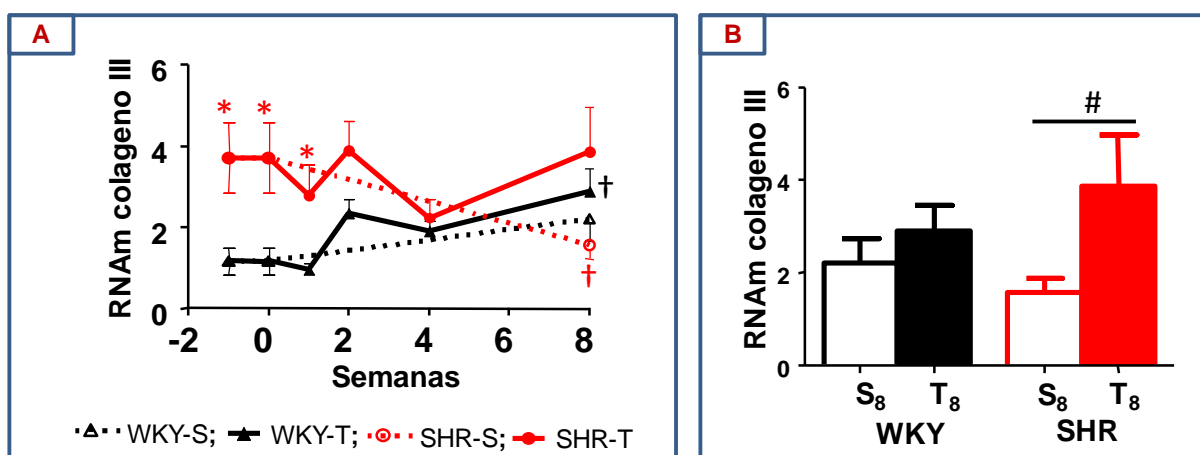 A
RNAm colageno III
6
4
2
0
* * *
†
†
-2 0 2 4 8
Semanas
WKY-S; WKY-T; SHR-S; SHR-T
B
RNAm colageno III
6
4
2
0
#
S₈ T₈ S₈ T₈
WKY SHR